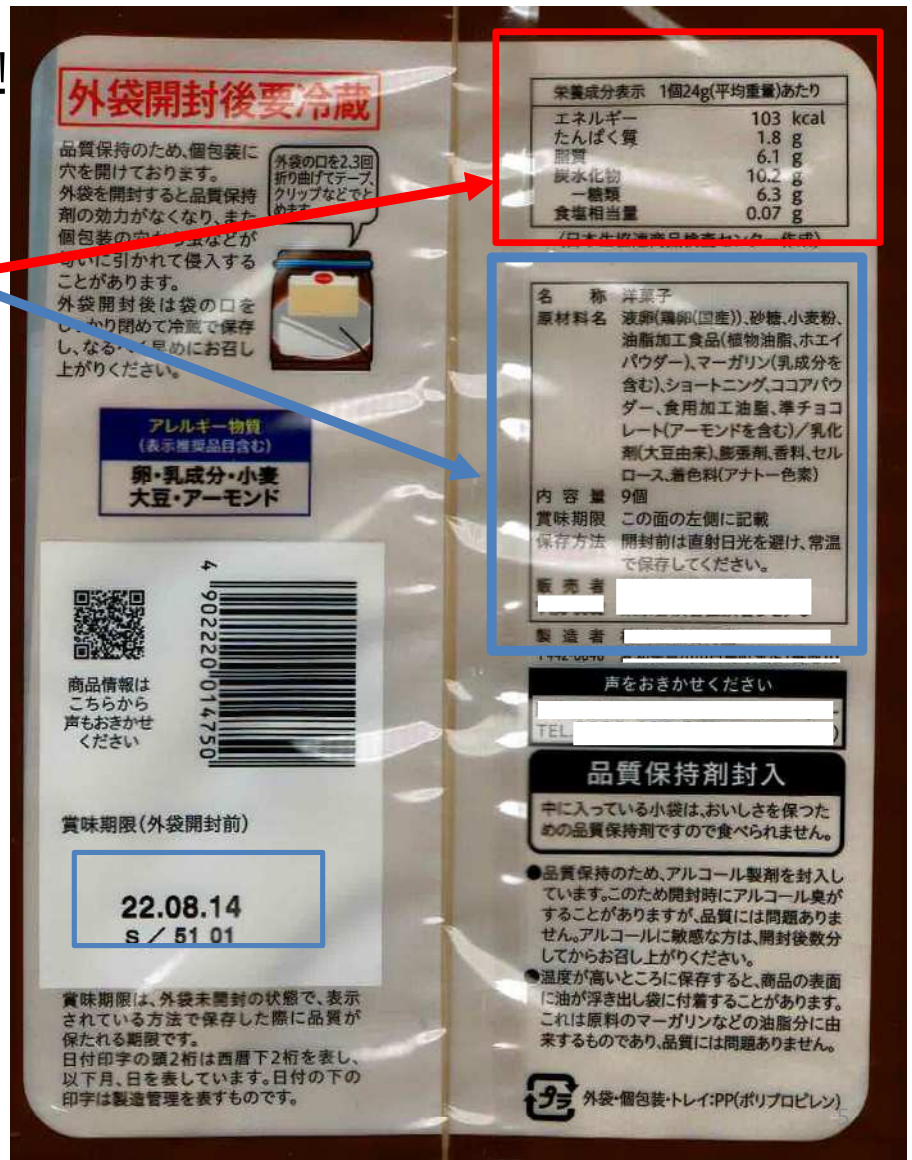 !
外袋開封後要冷蔵
品質保持のため、個包装に
穴を開けております。
外袋を開封すると品質保持
剤の効力がなくなり、また
個包装の穴から虫などが
匂いに引かれて侵入する
ことがあります。
外袋開封後は袋の口を
しっかり閉めて冷蔵で保存
し、なるべく早めにお召し
上がりください。
外袋の口を2.3回
折り曲げてテープ、
クリップなどでと
めます。
アレルギー物質
(表示推奨品目含む)
卵・乳成分・小麦
大豆・アーモンド
商品情報は
こちらから
声もおきかせ
ください
4 902220 014750
賞味期限(外袋開封前)
22.08.14
S / 51 01
賞味期限は、外袋未開封の状態で、表示
されている方法で保存した際に品質が
保たれる期限です。
日付印字の頭2桁は西暦下2桁を表し、
以下月、日を表しています。日付の下の
印字は製造管理を表すものです。
栄養成分表示 1個24g(平均重量)あたり
エネルギー 103 kcal
たんぱく質 1.8 g
脂質 6.1 g
炭水化物 10.2 g
ー糖類 6.3 g
食塩相当量 0.07 g
(日本生協連商品検査センター作成)
名称 洋菓子
原材料名 液卵(鶏卵(国産))、砂糖、小麦粉、
油脂加工食品(植物油脂、ホエイ
パウダー)、マーガリン(乳成分を
含む)、ショートニング、ココアパウ
ダー、食用加工油脂、準チョコ
レート(アーモンドを含む)/乳化
剤(大豆由来)、膨張剤、香料、セル
ロース、着色料(アナトー色素)
内容量 9個
賞味期限 この面の左側に記載
保存方法 開封前は直射日光を避け、常温
で保存してください。
販売者
製造者
声をおきかせください
TEL.
品質保持剤封入
中に入っている小袋は、おいしさを保つた
めの品質保持剤ですので食べられません。
●品質保持のため、アルコール製剤を封入し
ています。このため開封時にアルコール臭が
することがありますが、品質には問題ありま
せん。アルコールに敏感な方は、開封後数分
してからお召し上がりください。
●温度が高いところに保存すると、商品の表面
に油が浮き出し袋に付着することがあります。
これは原料のマーガリンなどの油脂分に由
来するものであり、品質には問題ありません。
プラ 外袋・個包装・トレイ:PP(ポリプロピレン)
5